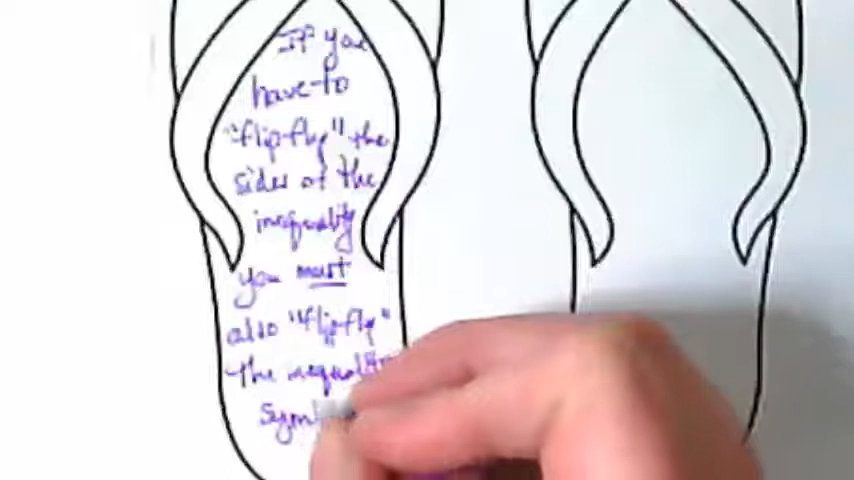 If you
have to
"flip-flop" the
sides of the
inequality
you must
also "flip-flop"
the inequality